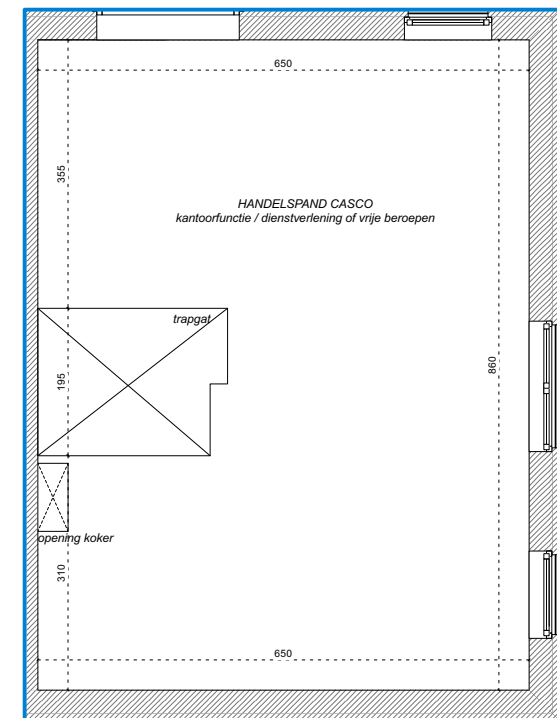 650
355
HANDELSPAND CASCO
kantoorfunctie / dienstverlening of vrije beroepen
trapgat
195
860
opening koker
310
650